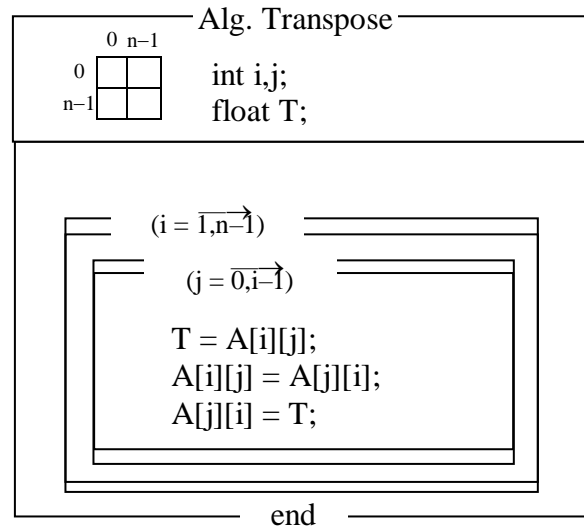 Alg. Transpose
0 n–1
0
int i,j;
n–1
float T;
(i = 1,n–1)
(j = 0,i–1)
T = A[i][j];
A[i][j] = A[j][i];
A[j][i] = T;
end